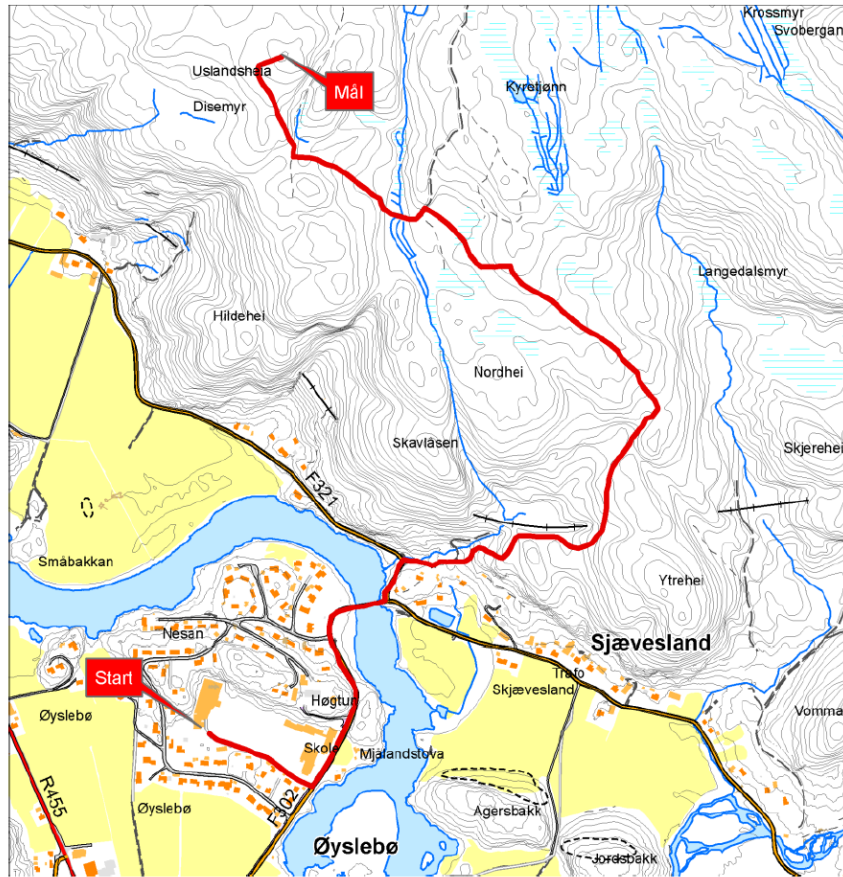 Krossmyr
Svobergan
Uslandsheia
Mål
Kyretjønn
Disemyr
Langedalsmyr
Hildehei
Nordhei
Skavlåsen
Skjerehei
F321
Småbakkan
Ytrehei
Nesan
Sjævesland
Start
Trafo
Skjævesland
Høgtun
Øyslebø
Vomma
Skole
Mjålandstova
R455
F302
Øyslebø
Agersbakk
Øyslebø
Jordsbakk